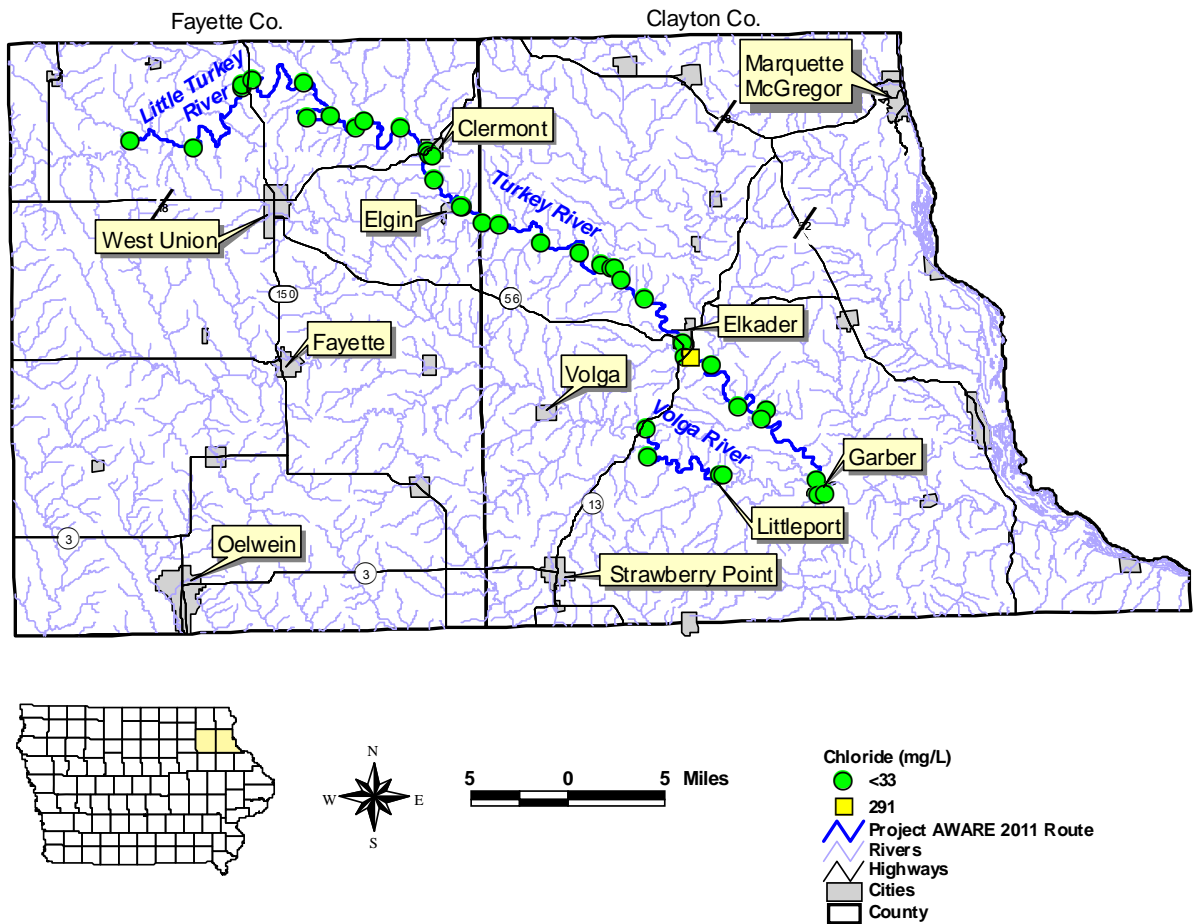 Fayette Co.
Clayton Co.
Little Turkey
River
Marquette
McGregor
Clermont
Turkey River
Elgin
West Union
150
56
Elkader
Fayette
Volga
Volga River
Garber
13
Littleport
3
Oelwein
3
Strawberry Point
N
W
E
S
5
0
5
Miles
Chloride (mg/L)
<33
291
Project AWARE 2011 Route
Rivers
Highways
Cities
County